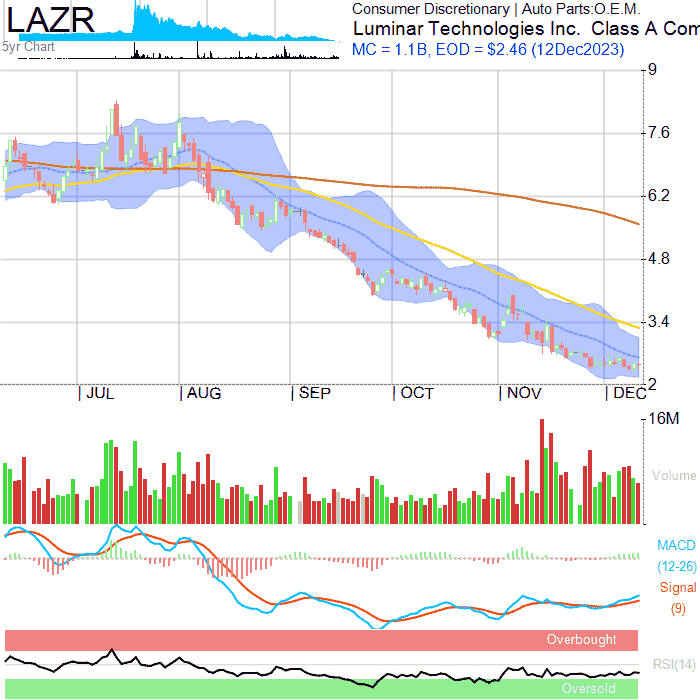 LAZR
5yr Chart
Consumer Discretionary | Auto Parts:O.E.M.
Luminar Technologies Inc.  Class A Com
MC = 1.1B, EOD = $2.46 (12Dec2023)
9
7.6
6.2
4.8
3.4
2
| JUL | AUG | SEP | OCT | NOV | DEC
16M
Volume
MACD
(12-26)
Signal
(9)
Overbought
RSI(14)
Oversold